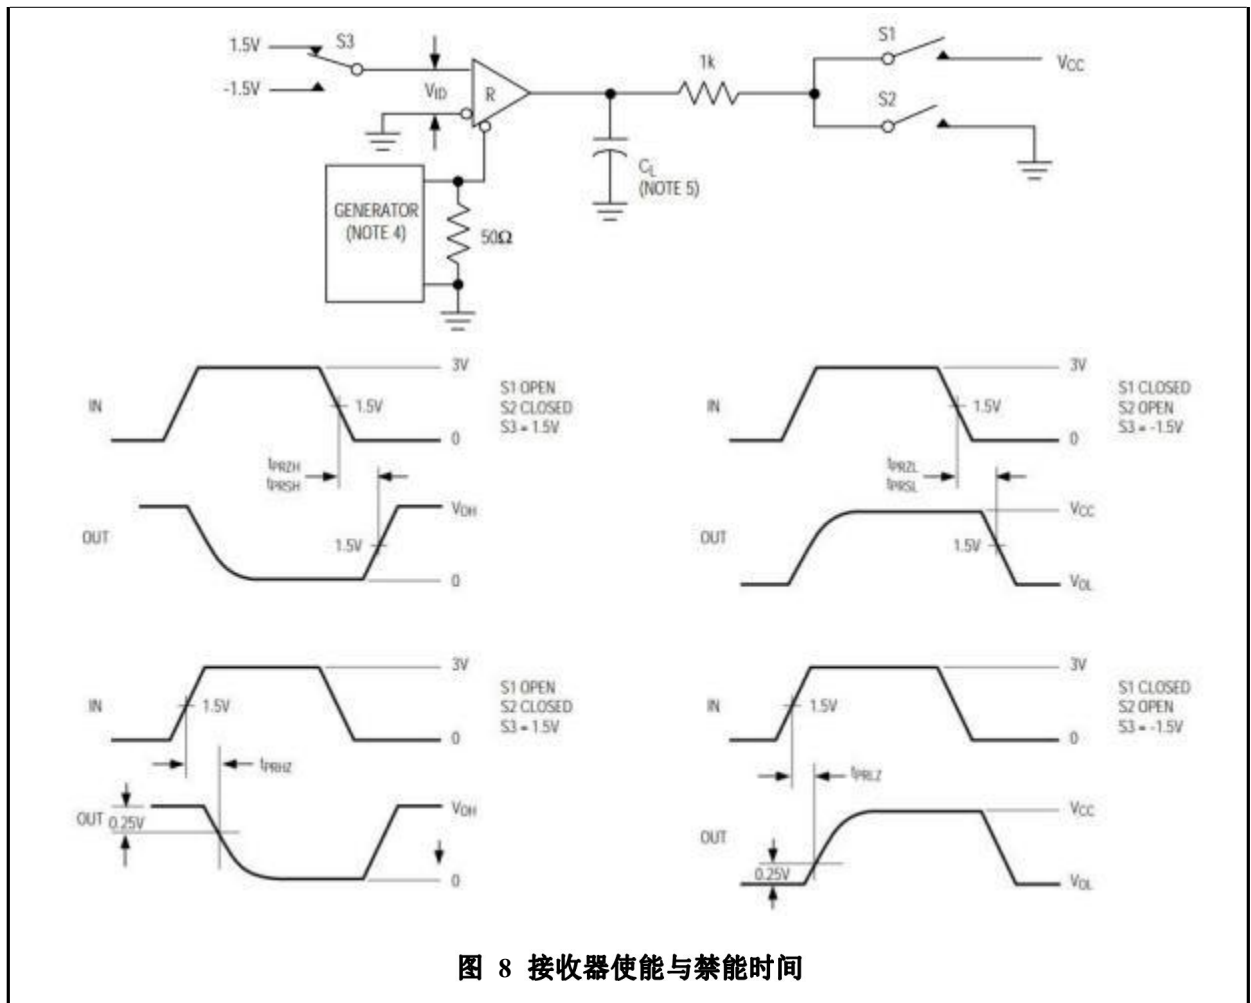 1.5V
S3
-1.5V
VID
R
1k
S1
VCC
S2
CL
(NOTE 5)
GENERATOR
(NOTE 4)
50Ω
IN
3V
1.5V
0
S1 OPEN
S2 CLOSED
S3 = 1.5V
tPRZH
tPRSH
OUT
VOH
1.5V
0
IN
3V
1.5V
0
S1 CLOSED
S2 OPEN
S3 = -1.5V
tPRZL
tPRSL
OUT
VCC
1.5V
VOL
IN
3V
1.5V
0
S1 OPEN
S2 CLOSED
S3 = 1.5V
tPRHZ
OUT
0.25V
VOH
0
IN
3V
1.5V
0
S1 CLOSED
S2 OPEN
S3 = -1.5V
tPRLZ
OUT
0.25V
VCC
VOL
图 8 接收器使能与禁能时间